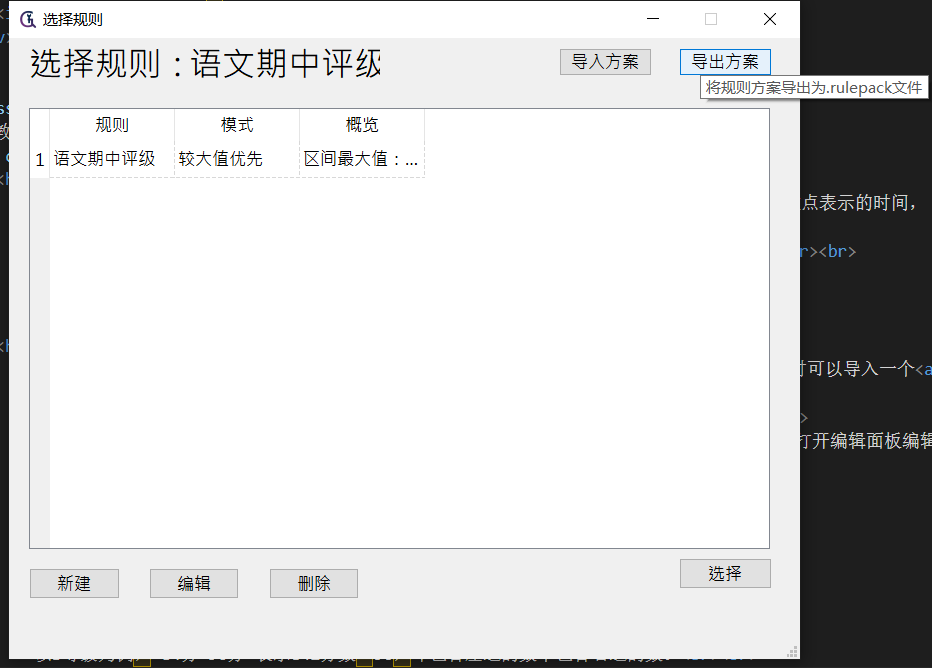 选择规则
选择规则：语文期中评级
导入方案
导出方案
将规则方案导出为.rulepack文件
规则 模式 概览
1 语文期中评级 较大值优先 区间最大值：...
点表示的时间，
r><br>
时可以导入一个<a
>
打开编辑面板编辑
新建 编辑 删除 选择